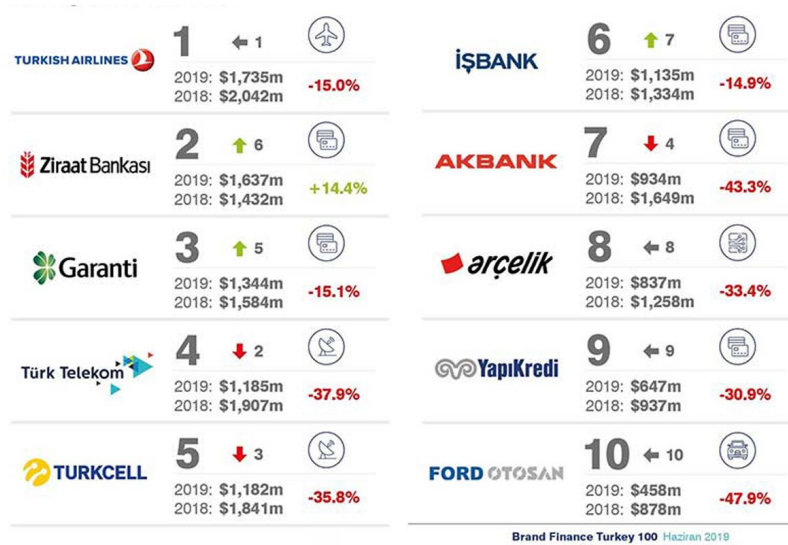 TURKISH AIRLINES
1
1
2019: $1,735m
2018: $2,042m
-15.0%
Ziraat Bankası
2
6
2019: $1,637m
2018: $1,432m
+14.4%
Garanti
3
5
2019: $1,344m
2018: $1,584m
-15.1%
Türk Telekom
4
2
2019: $1,185m
2018: $1,907m
-37.9%
TURKCELL
5
3
2019: $1,182m
2018: $1,841m
-35.8%
İŞBANK
6
7
2019: $1,135m
2018: $1,334m
-14.9%
AKBANK
7
4
2019: $934m
2018: $1,649m
-43.3%
arçelik
8
8
2019: $837m
2018: $1,258m
-33.4%
YapıKredi
9
9
2019: $647m
2018: $937m
-30.9%
FORD OTOSAN
10
10
2019: $458m
2018: $878m
-47.9%
Brand Finance Turkey 100 Haziran 2019